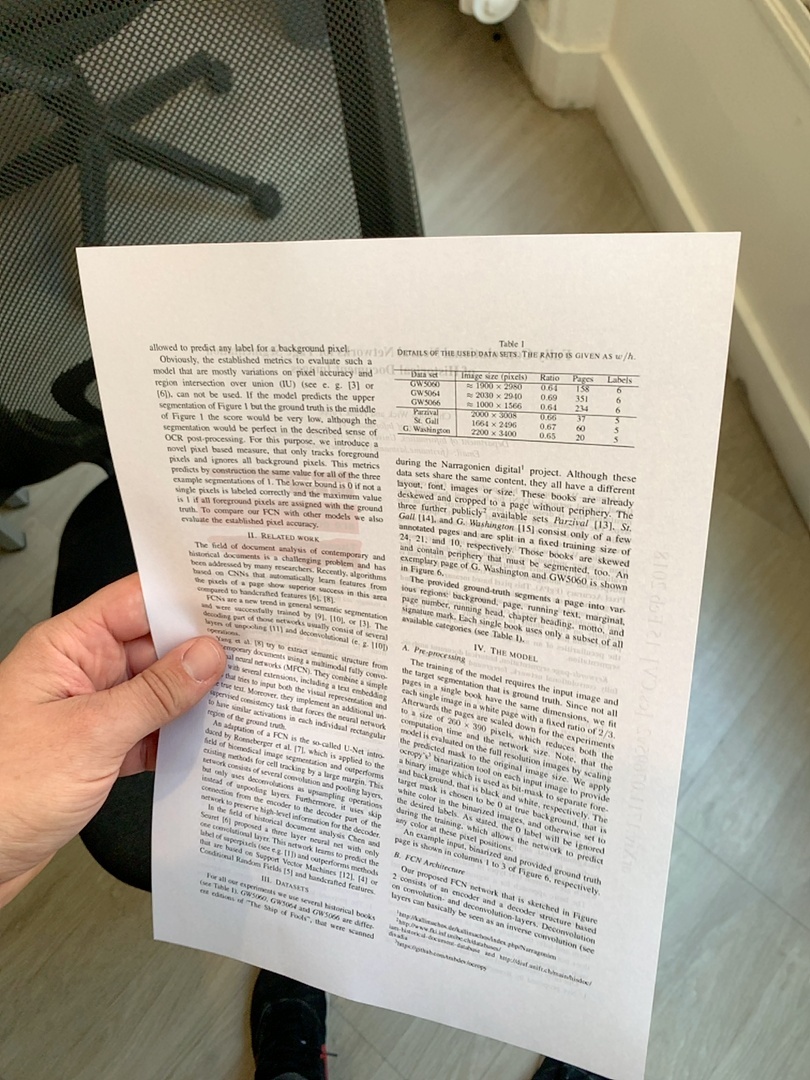 allowed to predict any label for a background pixel.
Obviously, the established metrics to evaluate such a
model that are mostly variations on pixel accuracy and
region intersection over union (IU) (see e. g. [3] or
[6]), can not be used. If the model predicts the upper
segmentation of Figure 1 but the ground truth is the middle
of Figure 1 the score would be very low, although the
segmentation would be perfect in the described sense of
OCR post-processing. For this purpose, we introduce a
novel pixel based measure, that only tracks foreground
pixels and ignores all background pixels. This metrics
predicts by construction the same value for all of the three
example segmentations of 1. The lower bound is 0 if not a
single pixels is labeled correctly and the maximum value
is 1 if all foreground pixels are assigned with the ground
truth. To compare our FCN with other models we also
evaluate the established pixel accuracy.
II. RELATED WORK
The field of document analysis of contemporary and
historical documents is a challenging problem and has
been addressed by many researchers. Recently, algorithms
based on CNNs that automatically learn features from
the pixels of a page show superior success in this area
compared to handcrafted features [6], [8].
FCNs are a new trend in general semantic segmentation
and were successfully trained by [9], [10], or [3]. The
decoding part of those networks usually consist of several
layers of unpooling [11] and deconvolutional (e. g. [10])
operations.
ang et al. [8] try to extract semantic structure from
emporary documents using a multimodal fully convo-
al neural networks (MFCN). They combine a simple
with several extensions, including a text embedding
that tries to input both the visual representation and
true text. Moreover, they implement an additional un-
supervised consistency task that forces the neural network
to have similar activations in each individual rectangular
region of the ground truth.
An adaptation of a FCN is the so-called U-Net intro-
duced by Ronneberger et al. [7], which is applied to the
field of biomedical image segmentation and outperforms
existing methods for cell tracking by a large margin. This
network consists of several convolution and pooling layers,
but only uses deconvolutions as upsampling operations
instead of unpooling layers. Furthermore, it uses skip
connection from the encoder to the decoder part of the
network to preserve high-level information for the decoder.
In the field of historical document analysis Chen and
Seuret [6] proposed a three layer neural net with only
one convolutional layer. This network learns to predict the
label of superpixels (see e.g. [1]) and outperforms methods
that are based on Support Vector Machines [12], [4] or
Conditional Random Fields [5] and handcrafted features.
III. DATASETS
For all our experiments we use several historical books
(see Table I). GW5060, GW5064 and GW5066 are differ-
ent editions of "The Ship of Fools", that were scanned
Table I
DETAILS OF THE USED DATA SETS. THE RATIO IS GIVEN AS w/h.
Data set Image size (pixels) Ratio Pages Labels
GW5060 ≈ 1900 × 2980 0.64 158 6
GW5064 ≈ 2030 × 2940 0.69 351 6
GW5066 ≈ 1000 × 1566 0.64 234 6
Parzival 2000 × 3008 0.66 37 5
St. Gall 1664 × 2496 0.67 60 5
G. Washington 2200 × 3400 0.65 20 5
during the Narragonien digital¹ project. Although these
data sets share the same content, they all have a different
layout, font, images or size. These books are already
deskewed and cropped to a page without periphery. The
three further publicly² available sets Parzival [13], St.
Gall [14], and G. Washington [15] consist only of a few
annotated pages and are split in a fixed training size of
24, 21, and 10, respectively. Those books are skewed
and contain periphery that must be segmented, too. An
exemplary page of G. Washington and GW5060 is shown
in Figure 6.
The provided ground-truth segments a page into var-
ious regions: background, page, running text, marginal,
page number, running head, chapter heading, motto, and
signature mark. Each single book uses only a subset of all
available categories (see Table I).
IV. THE MODEL
A. Pre-processing
The training of the model requires the input image and
the target segmentation that is ground truth. Since not all
pages in a single book have the same dimensions, we fit
each single image in a white page with a fixed ratio of 2/3.
Afterwards the pages are scaled down for the experiments
to a size of 260 × 390 pixels, which reduces both the
computation time and the network size. Note, that the
model is evaluated on the full resolution images by scaling
the predicted mask to the original image size. We apply
ocropy's³ binarization tool on each input image to provide
a binary image which is used as bit-mask to separate fore-
and background, that is black and white, respectively. The
target mask is chosen to be 0 at true background, that is
white color in the binarized images, and otherwise set to
the desired labels. As stated, the 0 label will be ignored
during the training, which allows the network to predict
any color at these pixel positions.
An example input, binarized and provided ground truth
page is shown in columns 1 to 3 of Figure 6, respectively.
B. FCN Architecture
Our proposed FCN network that is sketched in Figure
2 consists of an encoder and a decoder structure based
on convolution- and deconvolution-layers. Deconvolution
layers can basically be seen as an inverse convolution (see
¹http://kallimachos.de/kallimachos/index.php/Narragonien
²http://www.fki.inf.unibe.ch/databases/
iam-historical-document-database and http://diuf.unifr.ch/main/hisdoc/
divadia
³https://github.com/tmbdev/ocropy